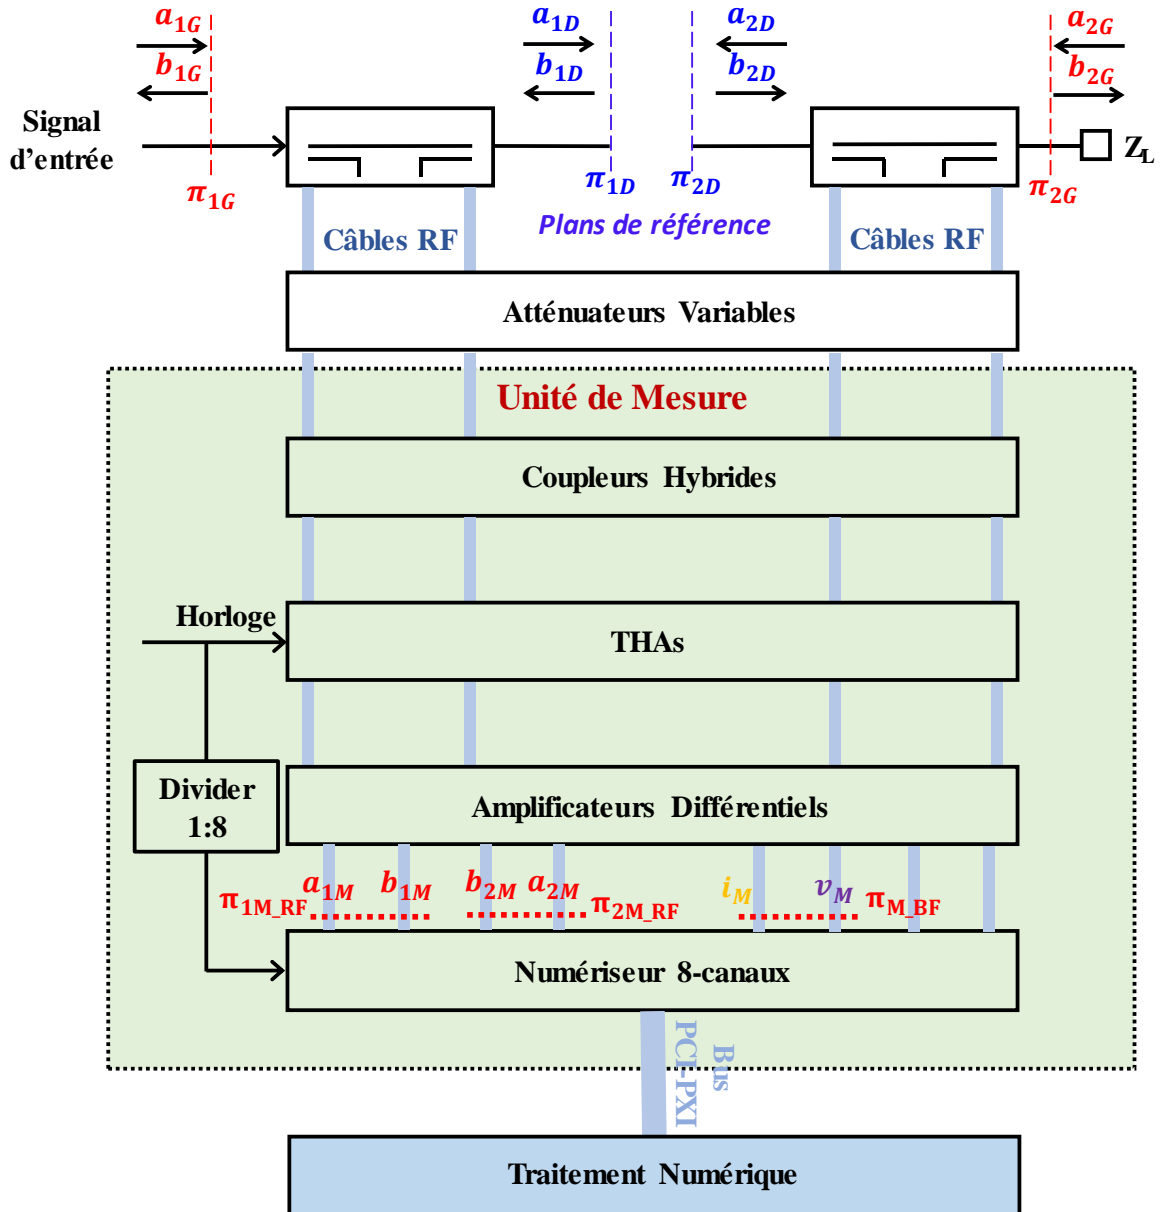 a1G
a1D
a2D
a2G
b1G
b1D
b2D
b2G
Signal
d'entrée
ZL
π1G
π1D
π2D
π2G
Plans de référence
Câbles RF
Câbles RF
Atténuateurs Variables
Unité de Mesure
Coupleurs Hybrides
Horloge
THAs
Divider
1:8
Amplificateurs Différentiels
π1M_RF
a1M
b1M
b2M
a2M
π2M_RF
iM
vM
πM_BF
Numériseur 8-canaux
Bus
PCI-PXI
Traitement Numérique